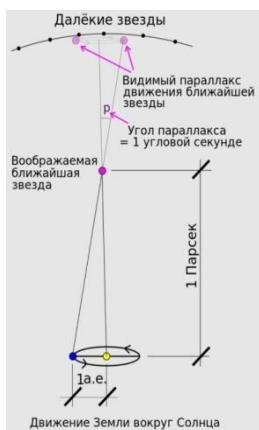 Далёкие звезды
Видимый параллакс
движения ближайшей
звезды
p
Угол параллакса
= 1 угловой секунде
Воображаемая
ближайшая
звезда
1 Парсек
1а.е.
Движение Земли вокруг Солнца